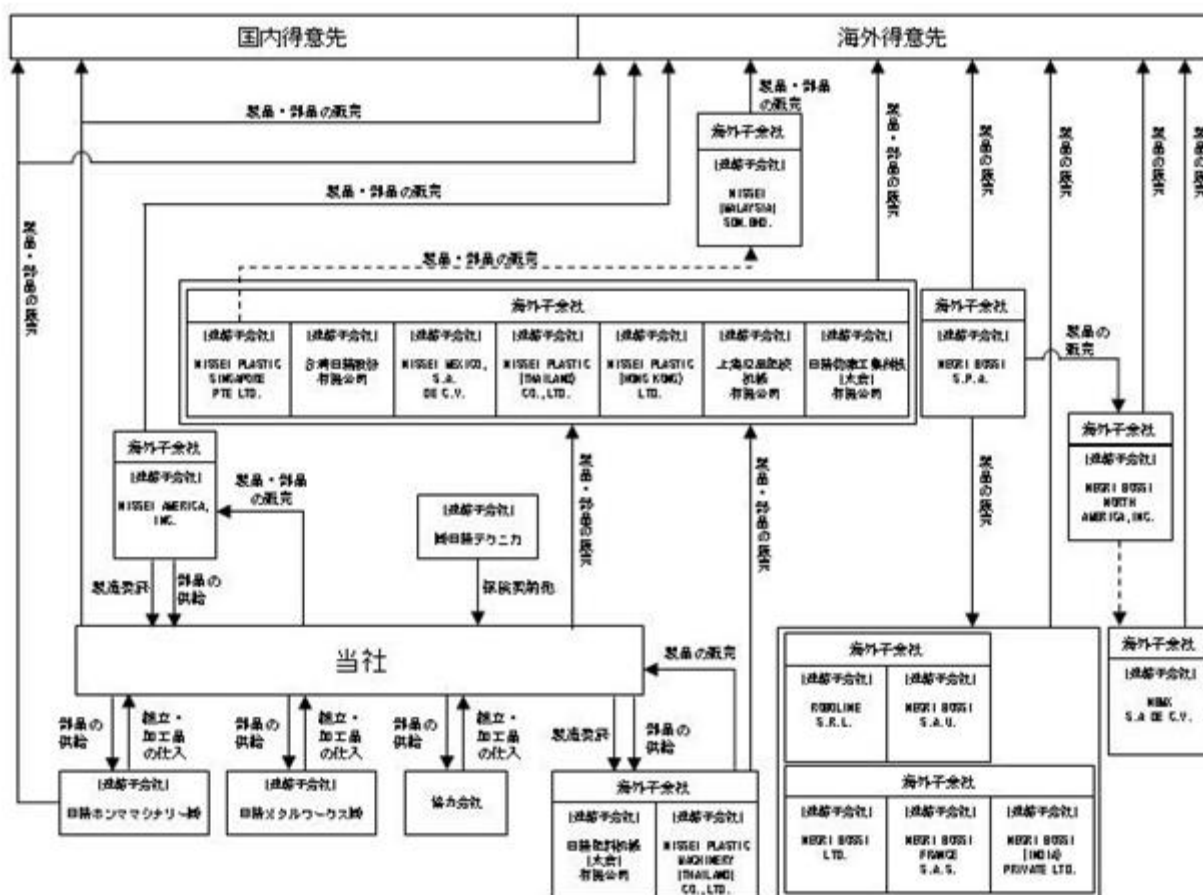 国内得意先
海外得意先
製品・部品の販売
製品・部品
の販売
海外子会社
[連結子会社]
NISSEI
(MALAYSIA)
SDN.BHD.
製品・部品の販売
製品の販売
製品の販売
製品の販売
製品の販売
製品・部品の販売
製品・部品の販売
製品・部品の販売
海外子会社
[連結子会社]
NISSEI PLASTIC
SINGAPORE
PTE LTD.
[連結子会社]
台湾日精股份
有限公司
[連結子会社]
NISSEI MEXICO,
S.A.
DE C.V.
[連結子会社]
NISSEI PLASTIC
(THAILAND)
CO.,LTD.
[連結子会社]
NISSEI PLASTIC
(HONG KONG)
LTD.
[連結子会社]
上海
機械
有限公司
[連結子会社]
(太倉)
有限公司
海外子会社
[連結子会社]
NEGRI BOSSI
S.P.A.
製品の
販売
海外子会社
[連結子会社]
NEGRI BOSSI
NORTH
AMERICA,INC.
海外子会社
[連結子会社]
NISSEI AMERICA,
INC.
製品・部品
の販売
[連結子会社]
㈱日精テクニカ
製品・部品の販売
製品・部品の販売
製品の販売
製造委託
部品の
供給
保険契約他
当社
製品の販売
海外子会社
[連結子会社]
ROBOLINE
S.R.L.
[連結子会社]
NEGRI BOSSI
S.A.U.
海外子会社
[連結子会社]
NBMX
S.A DE C.V.
部品の
供給
組立・
加工品
の仕入
部品の
供給
組立・
加工品
の仕入
部品の
供給
組立・
加工品
の仕入
製造委託
部品の
供給
[連結子会社]
日精ホンママシナリー㈱
[連結子会社]
日精メタルワークス㈱
協力会社
海外子会社
[連結子会社]
日精塑料机械
(太倉)
有限公司
[連結子会社]
NISSEI PLASTIC
MACHINERY
(THAILAND)
CO.,LTD.
海外子会社
[連結子会社]
NEGRI BOSSI
LTD.
[連結子会社]
NEGRI BOSSI
FRANCE
S.A.S.
[連結子会社]
NEGRI BOSSI
(INDIA)
PRIVATE LTD.